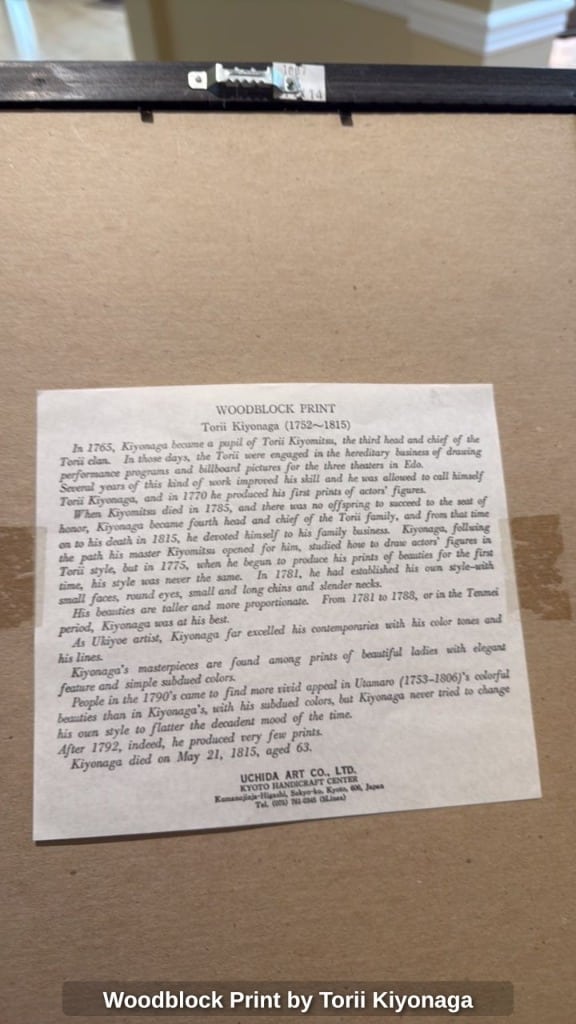 WOODBLOCK PRINT
Torii Kiyonaga (1752~1815)
In 1765, Kiyonaga became a pupil of Torii Kiyomitsu, the third head and chief of the
Torii clan. In those days, the Torii were engaged in the hereditary business of drawing
performance programs and billboard pictures for the three theaters in Edo.
Several years of this kind of work improved his skill and he was allowed to call himself
Torii Kiyonaga, and in 1770 he produced his first prints of actors' figures.
When Kiyomitsu died in 1785, and there was no offspring to succeed to the seat of
honor, Kiyonaga became fourth head and chief of the Torii family, and from that time
on to his death in 1815, he devoted himself to his family business. Kiyonaga, follwing
the path his master Kiyomitsu opened for him, studied how to draw actors' figures in
Torii style, but in 1775, when he begun to produce his prints of beauties for the first
time, his style was never the same. In 1781, he had established his own style–with
small faces, round eyes, small and long chins and slender necks.
His beauties are taller and more proportionate. From 1781 to 1788, or in the Tenmei
period, Kiyonaga was at his best.
As Ukiyoe artist, Kiyonaga far excelled his contemporaries with his color tones and
his lines.
Kiyonaga's masterpieces are found among prints of beautiful ladies with elegant
feature and simple subdued colors.
People in the 1790's came to find more vivid appeal in Utamaro (1753–1806)'s colorful
beauties than in Kiyonaga's, with his subdued colors, but Kiyonaga never tried to change
his own style to flatter the decadent mood of the time.
After 1792, indeed, he produced very few prints.
Kiyonaga died on May 21, 1815, aged 63.
UCHIDA ART CO., LTD.
KYOTO HANDICRAFT CENTER
Kumanojinja-Higashi, Sakyo-ku, Kyoto, 606, Japan
Tel. (075) 761-0345 (5Lines)
Woodblock Print by Torii Kiyonaga